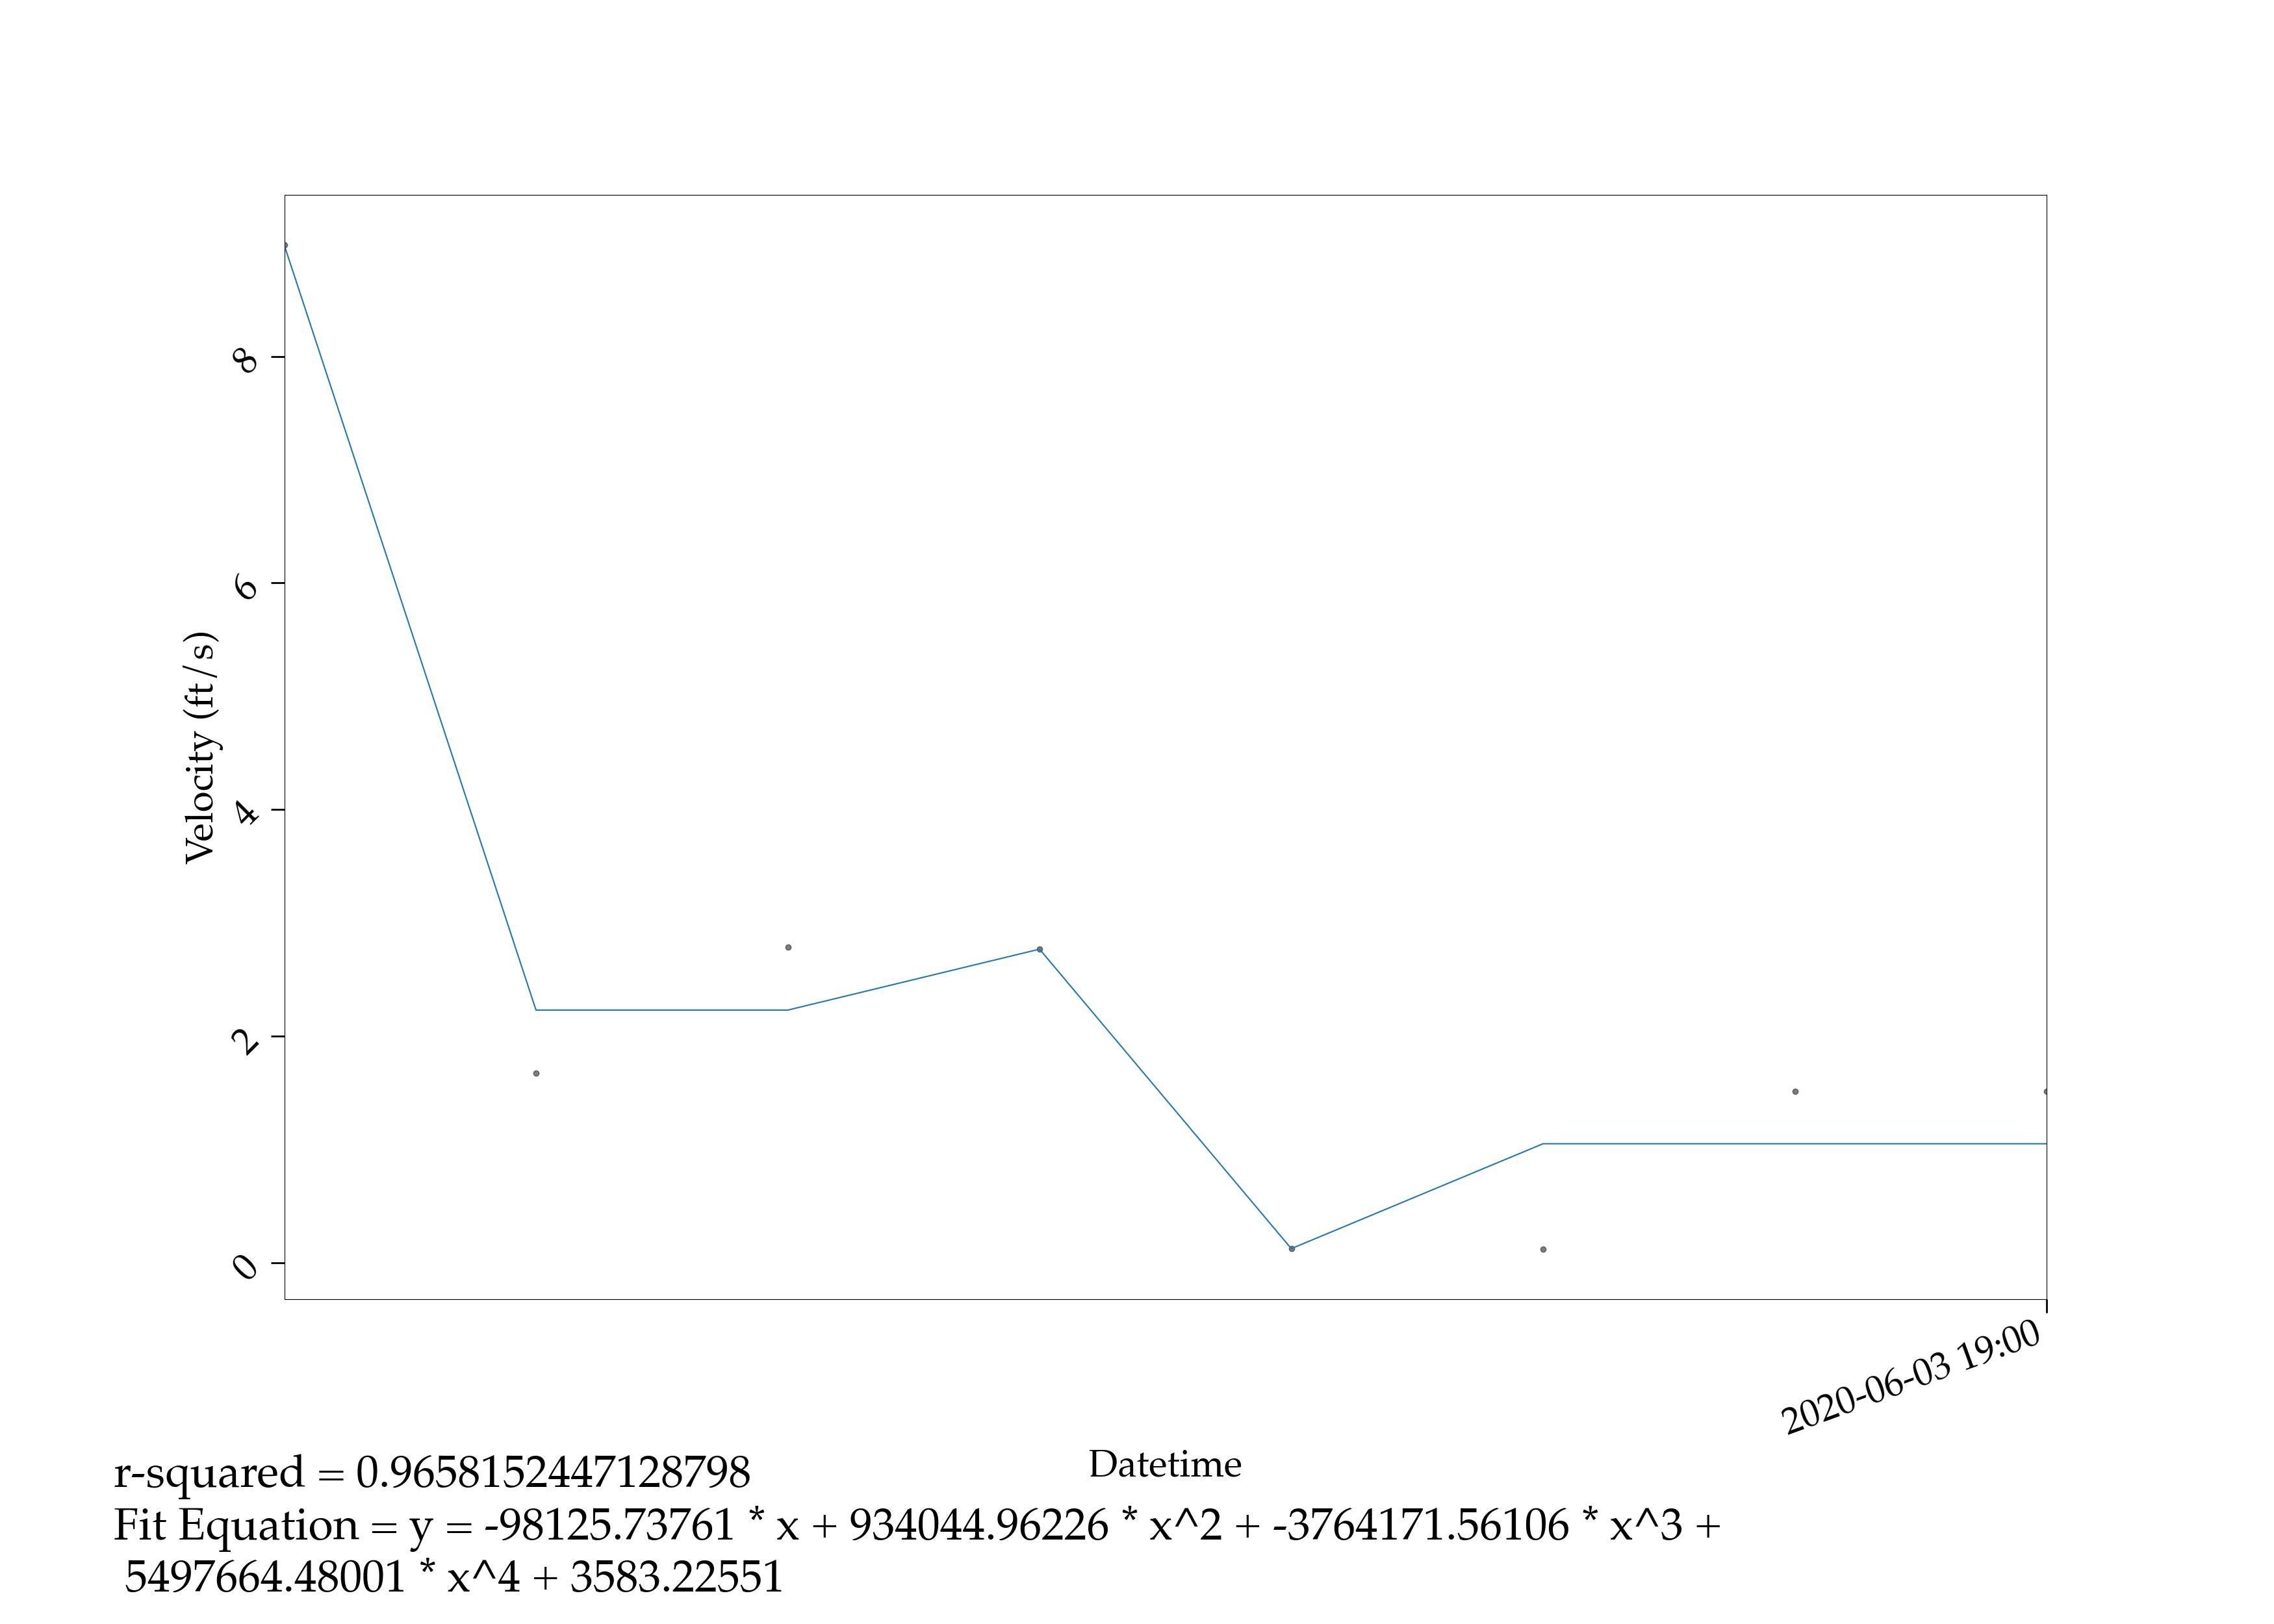 8
6
4
2
0
Velocity (ft/s)
2020-06-03 19:00
Datetime
r-squared = 0.9658152447128798
Fit Equation = y = -98125.73761 * x + 934044.96226 * x^2 + -3764171.56106 * x^3 +
5497664.48001 * x^4 + 3583.22551